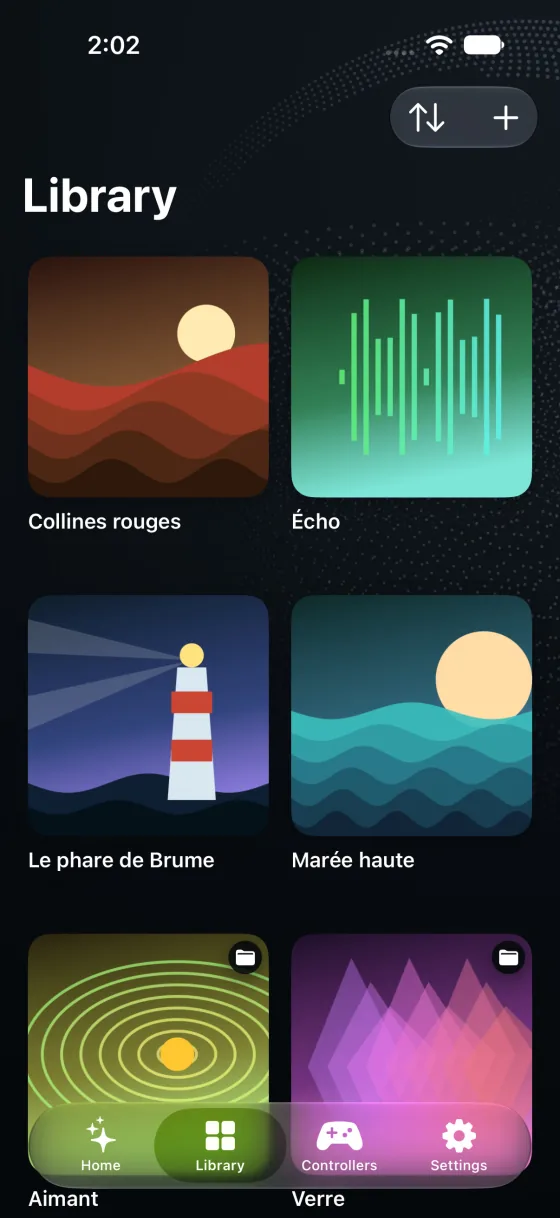 2:02
Library
Collines rouges
Écho
Le phare de Brume
Marée haute
Home
Library
Controllers
Settings
Aimant
Verre